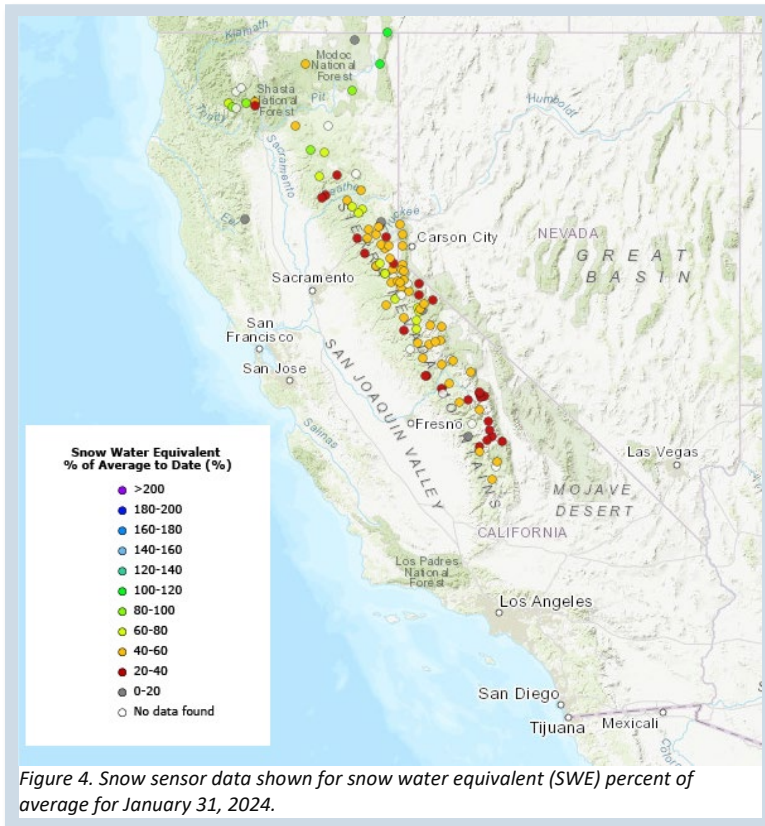 Klamath
Modoc
National
Forest
Shasta
National
Forest
Pit
Trinity
Humboldt
Sacramento
Feather
Eel
Carson City
NEVADA
GREAT
BASIN
Sacramento
San
Francisco
San Jose
SAN JOAQUIN VALLEY
Fresno
Salinas
Las Vegas
MOJAVE
DESERT
CALIFORNIA
Los Padres
National
Forest
Los Angeles
San Diego
Tijuana
Mexicali
Snow Water Equivalent
% of Average to Date (%)
>200
180-200
160-180
140-160
120-140
100-120
80-100
60-80
40-60
20-40
0-20
No data found
Figure 4. Snow sensor data shown for snow water equivalent (SWE) percent of
average for January 31, 2024.